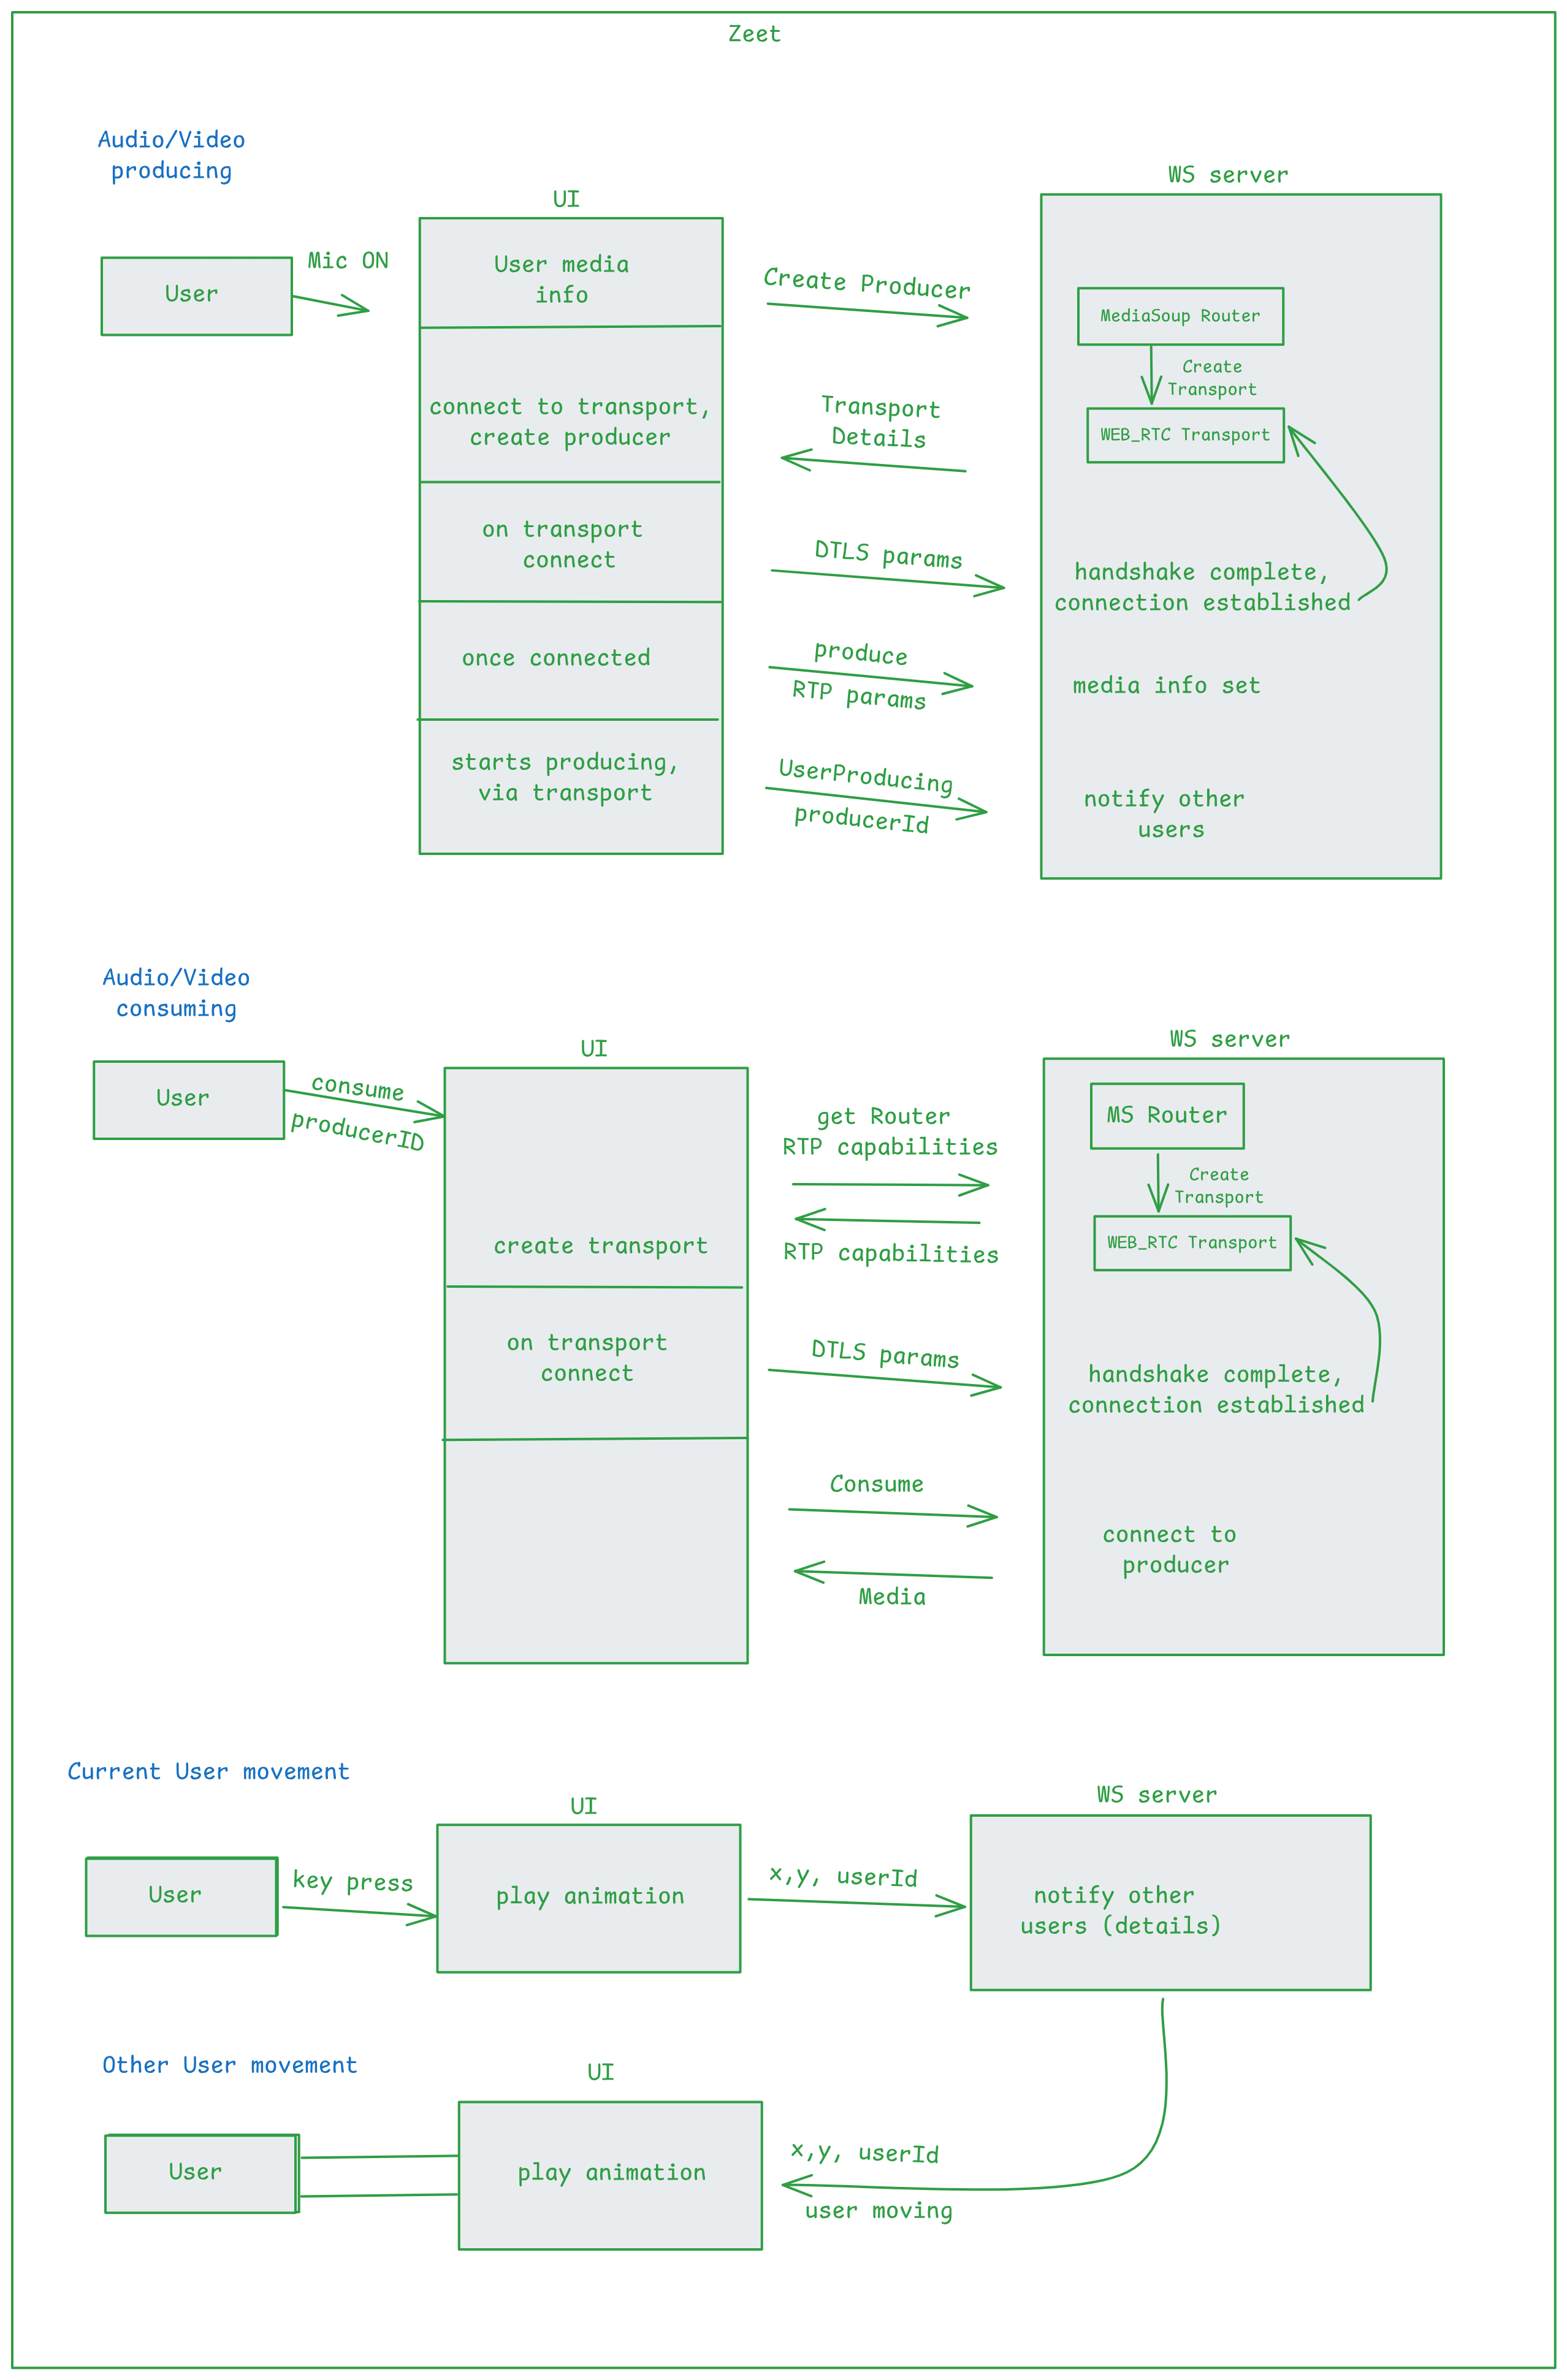 Zeet
Audio/Video
producing
UI
WS server
User
Mic ON
User media
info
Create Producer
MediaSoup Router
Create
Transport
WEB_RTC Transport
connect to transport,
create producer
Transport
Details
on transport
connect
DTLS params
handshake complete,
connection established
once connected
produce
RTP params
media info set
starts producing,
via transport
UserProducing
producerId
notify other
users
Audio/Video
consuming
UI
WS server
User
consume
producerID
get Router
RTP capabilities
RTP capabilities
MS Router
Create
Transport
WEB_RTC Transport
create transport
on transport
connect
DTLS params
handshake complete,
connection established
Consume
Media
connect to
producer
Current User movement
UI
WS server
User
key press
play animation
x,y, userId
notify other
users (details)
Other User movement
UI
User
play animation
x,y, userId
user moving